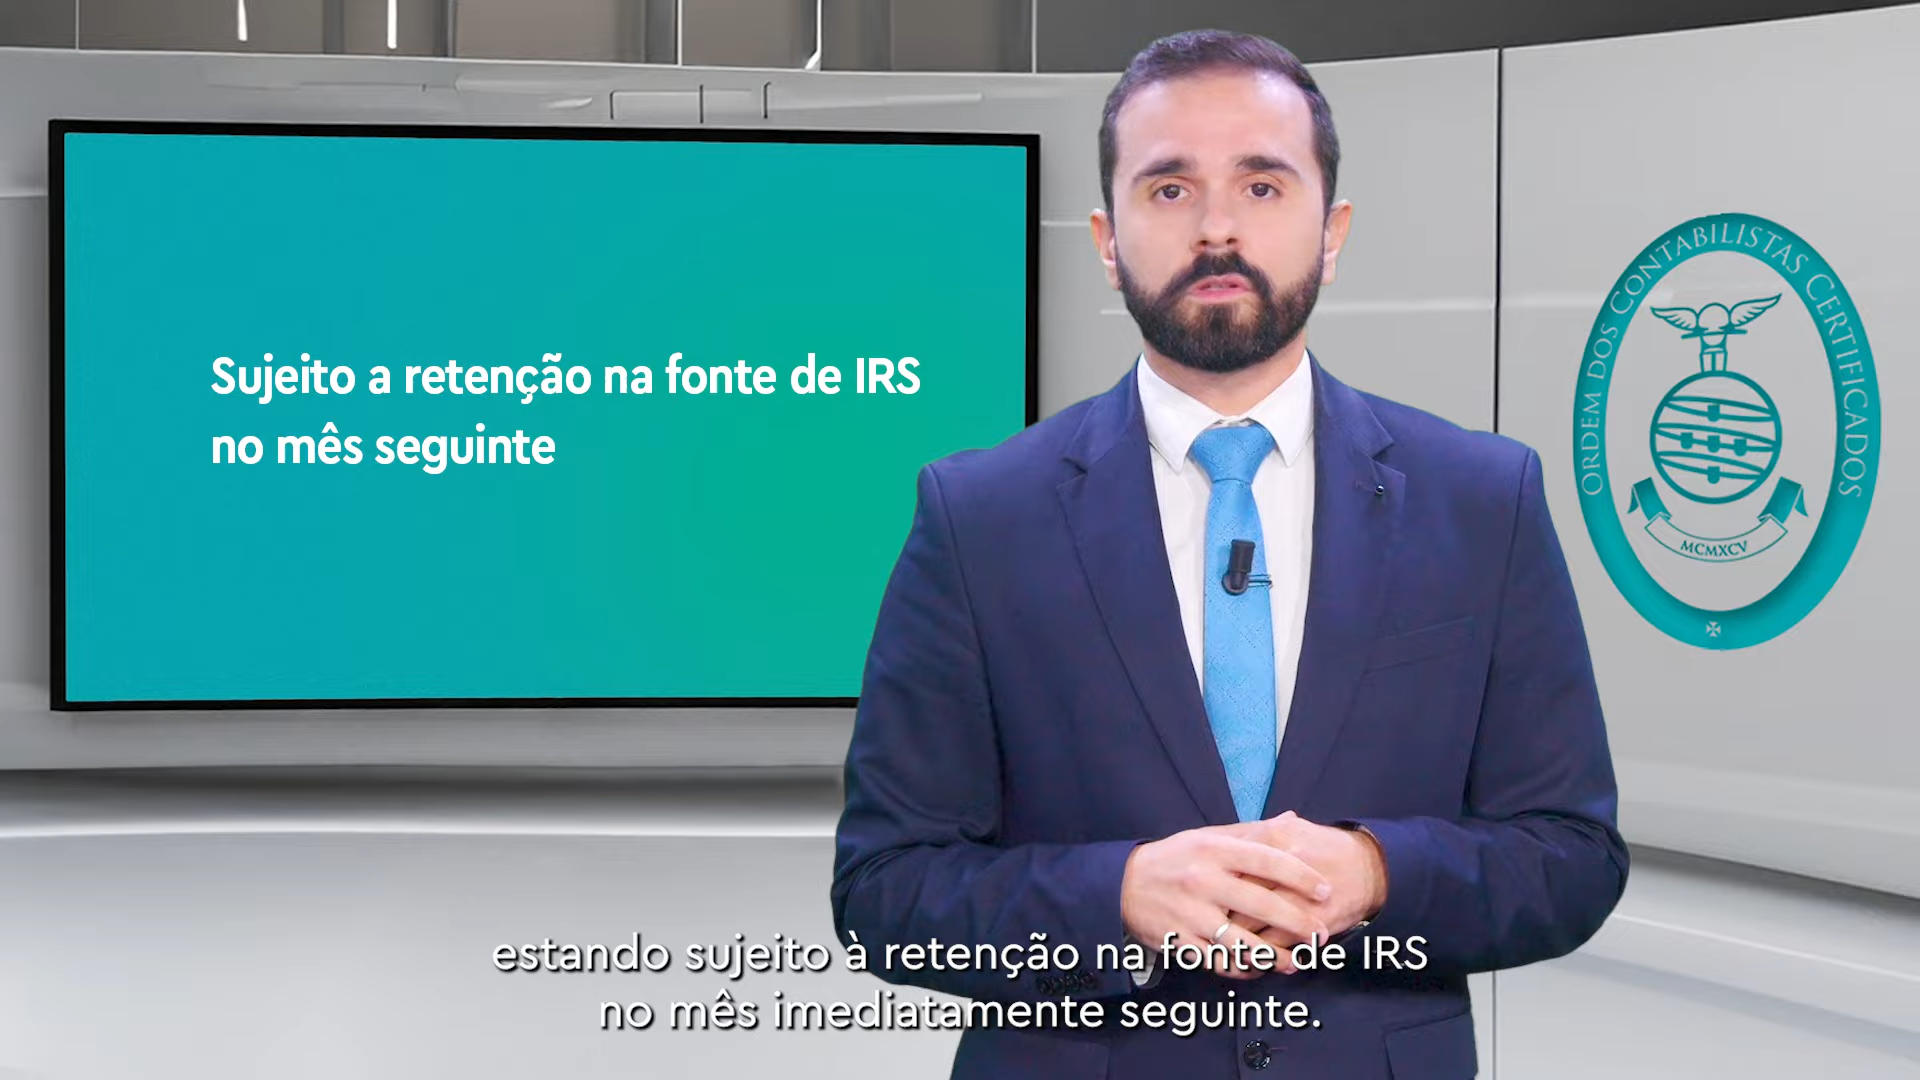 Sujeito a retenção na fonte de IRS
no mês seguinte
ORDEM DOS CONTABILISTAS CERTIFICADOS
MCMXCV
estando sujeito à retenção na fonte de IRS
no mês imediatamente seguinte.